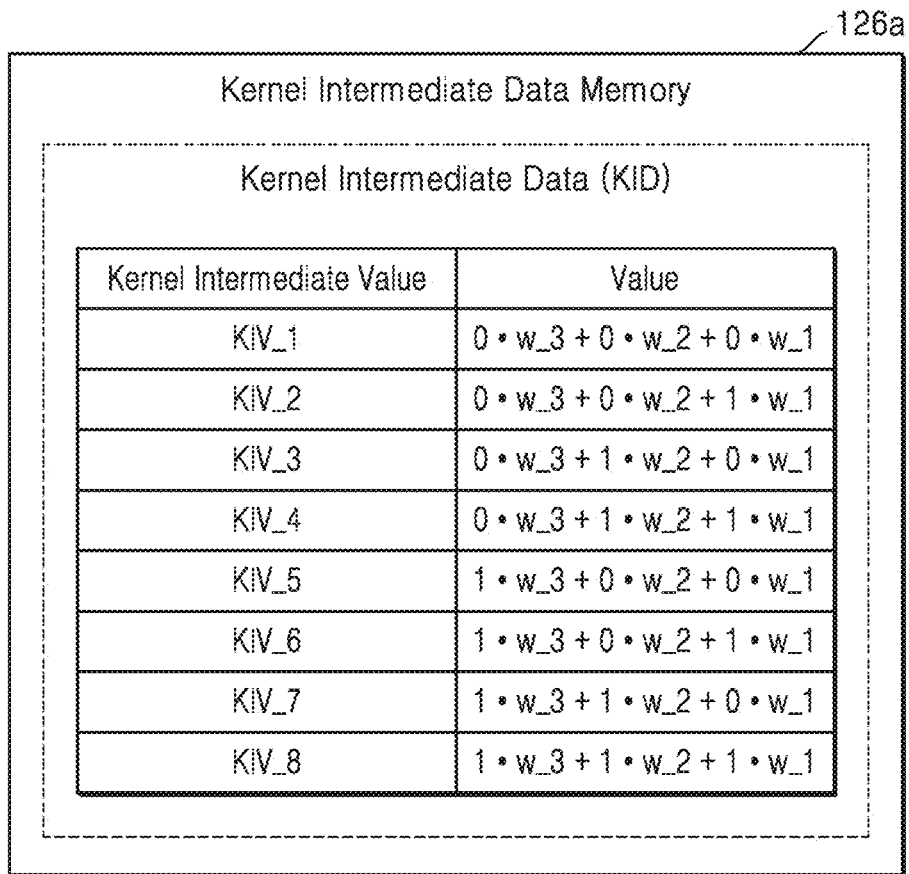 126a
Kernel Intermediate Data Memory
Kernel Intermediate Data (KID)
Kernel Intermediate Value Value
KIV_1 0 • w_3 + 0 • w_2 + 0 • w_1
KIV_2 0 • w_3 + 0 • w_2 + 1 • w_1
KIV_3 0 • w_3 + 1 • w_2 + 0 • w_1
KIV_4 0 • w_3 + 1 • w_2 + 1 • w_1
KIV_5 1 • w_3 + 0 • w_2 + 0 • w_1
KIV_6 1 • w_3 + 0 • w_2 + 1 • w_1
KIV_7 1 • w_3 + 1 • w_2 + 0 • w_1
KIV_8 1 • w_3 + 1 • w_2 + 1 • w_1